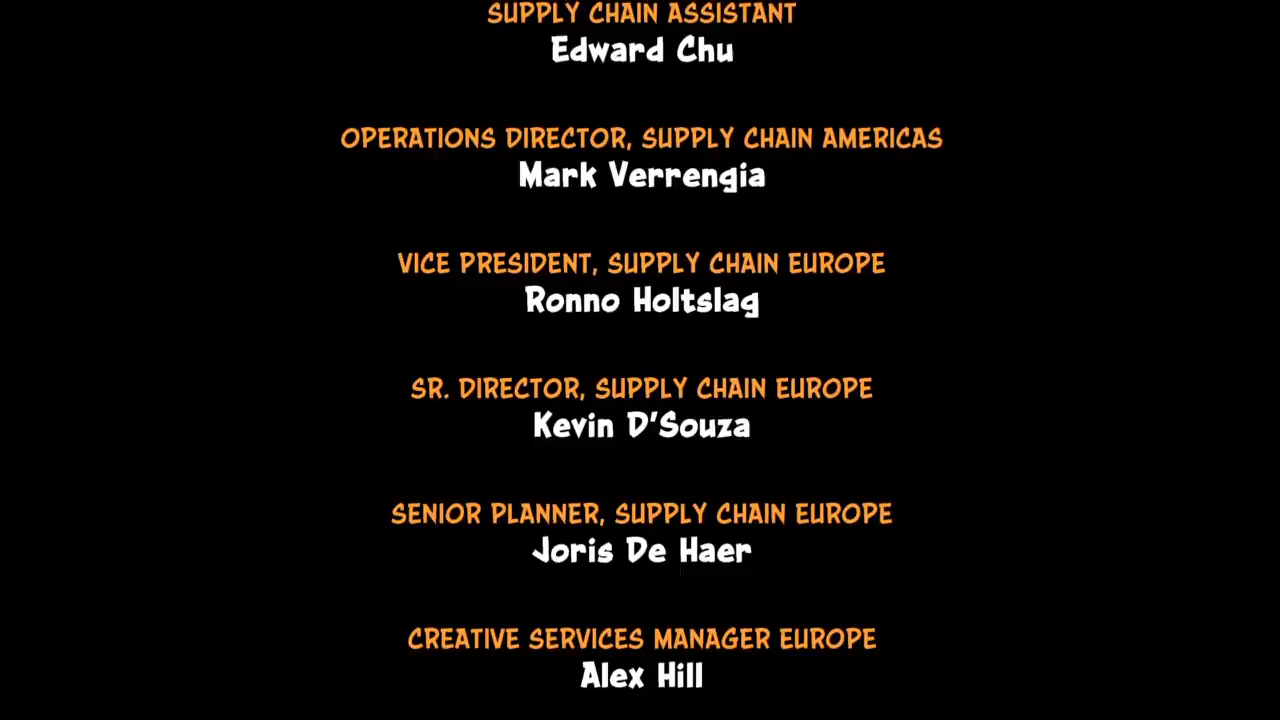 SUPPLY CHAIN ASSISTANT
Edward Chu
OPERATIONS DIRECTOR, SUPPLY CHAIN AMERICAS
Mark Verrengia
VICE PRESIDENT, SUPPLY CHAIN EUROPE
Ronno Holtslag
SR. DIRECTOR, SUPPLY CHAIN EUROPE
Kevin D'Souza
SENIOR PLANNER, SUPPLY CHAIN EUROPE
Joris De Haer
CREATIVE SERVICES MANAGER EUROPE
Alex Hill